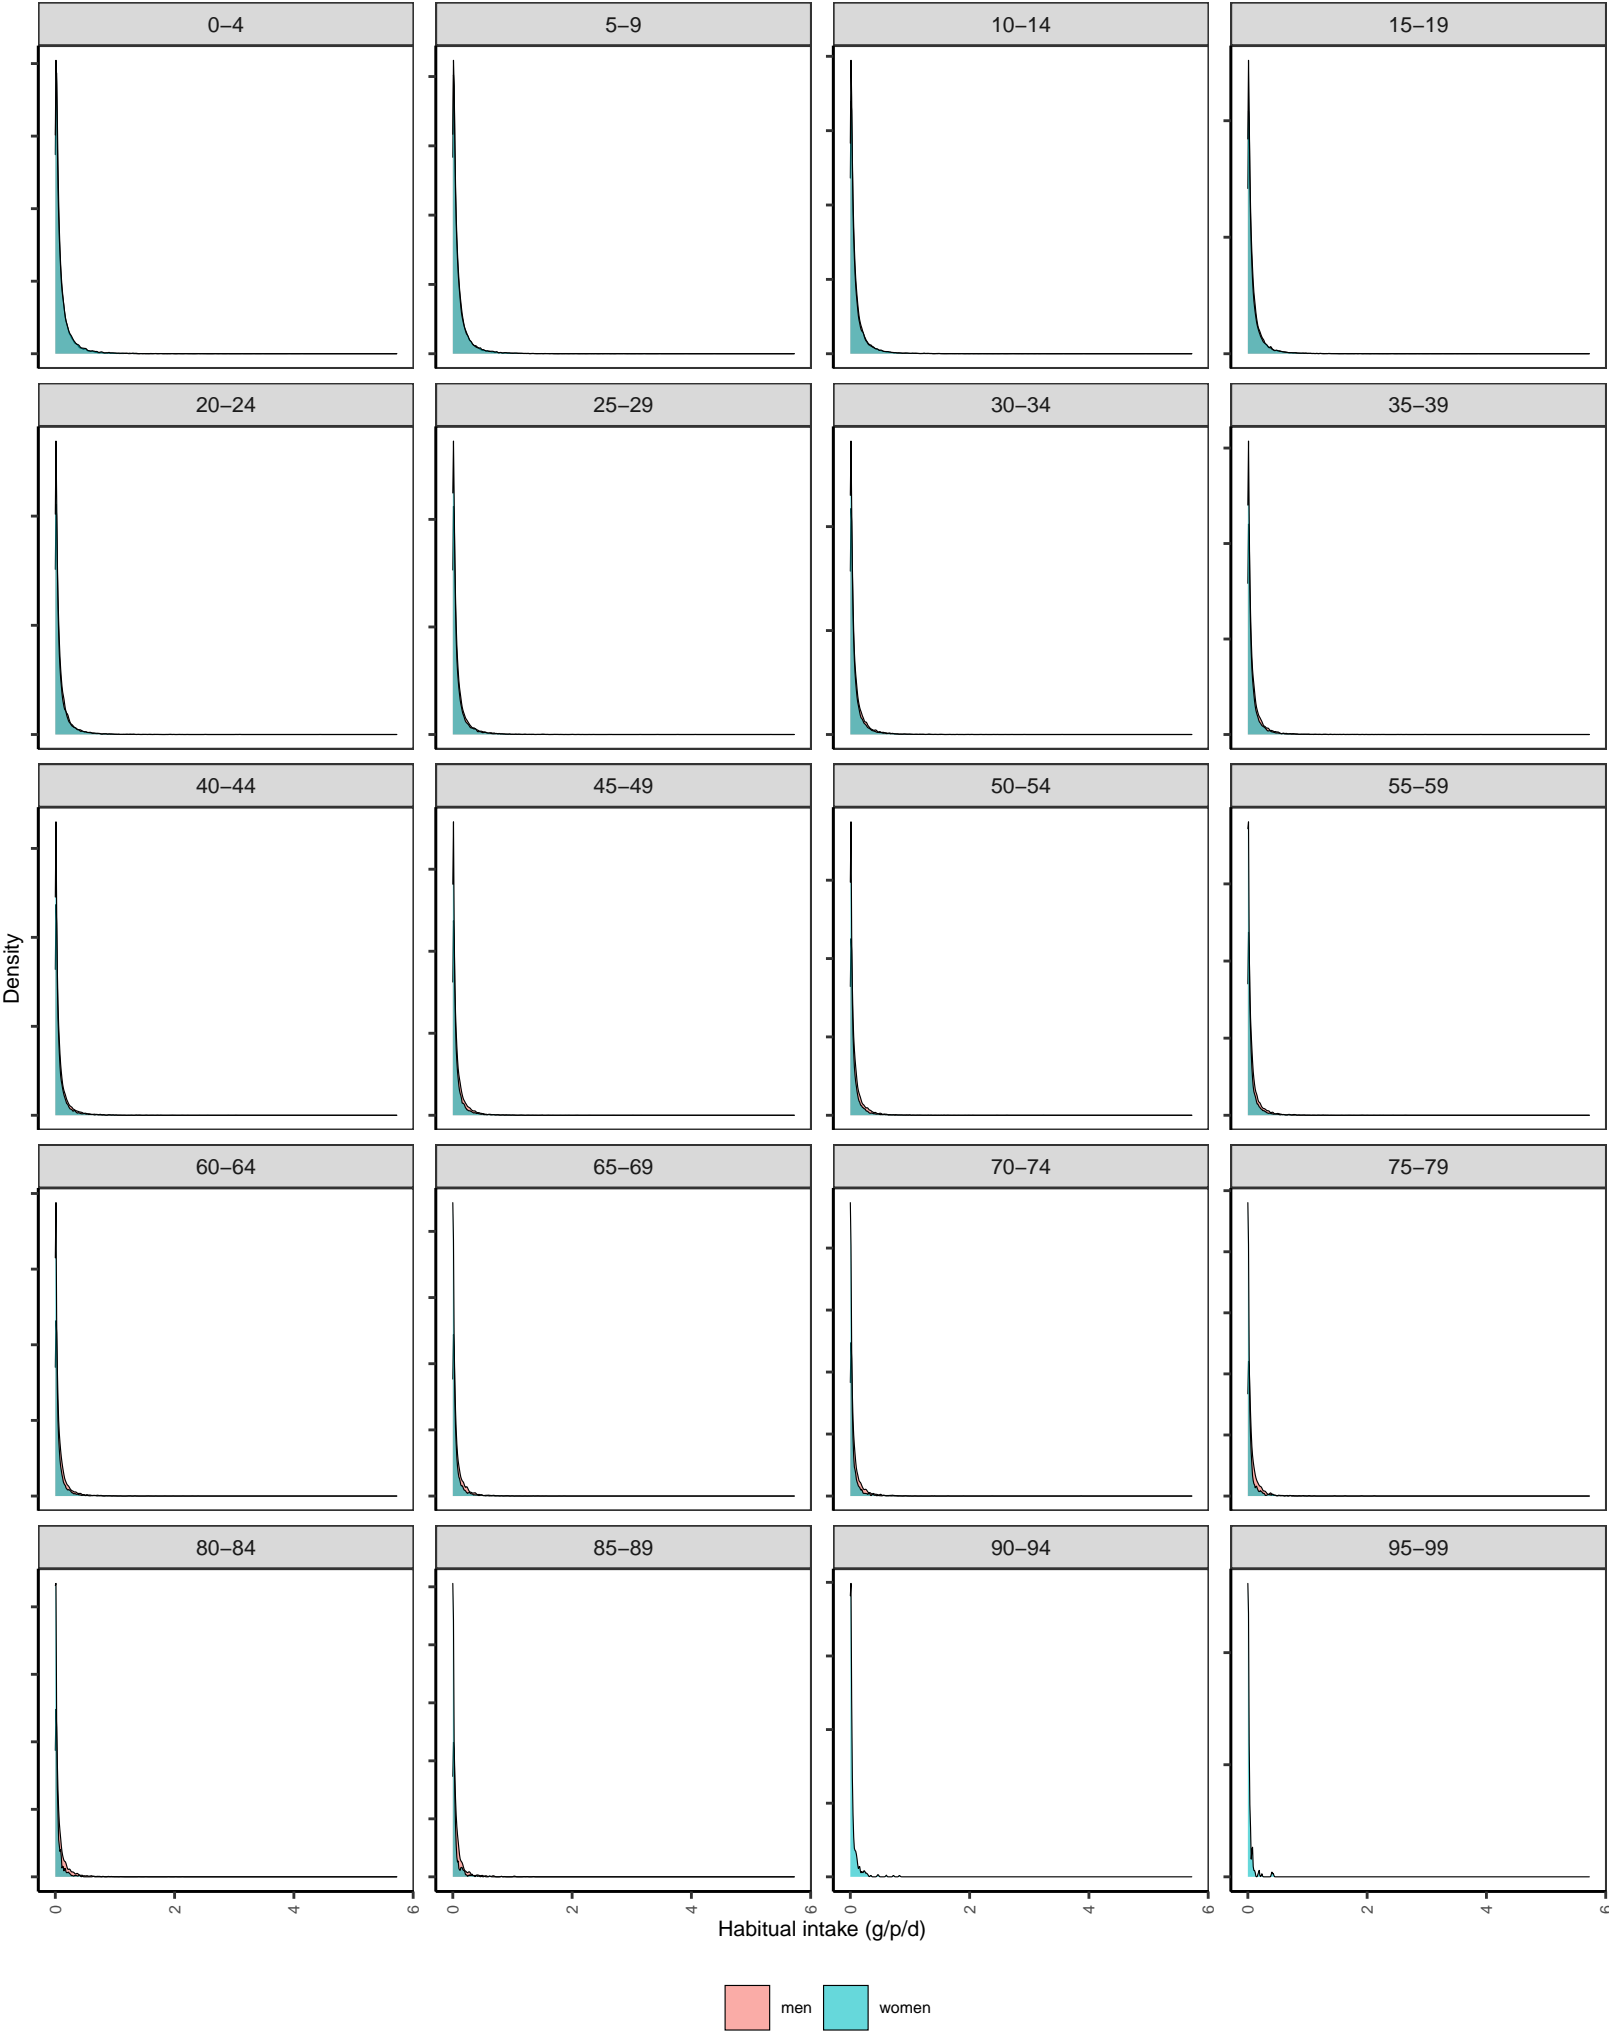 0−4 5−9 10−14 15−19
20−24 25−29 30−34 35−39
40−44 45−49 50−54 55−59
Density
60−64 65−69 70−74 75−79
80−84 85−89 90−94 95−99
0 2 4 6 0 2 4 6 0 2 4 6 0 2 4 6
Habitual intake (g/p/d)
men women